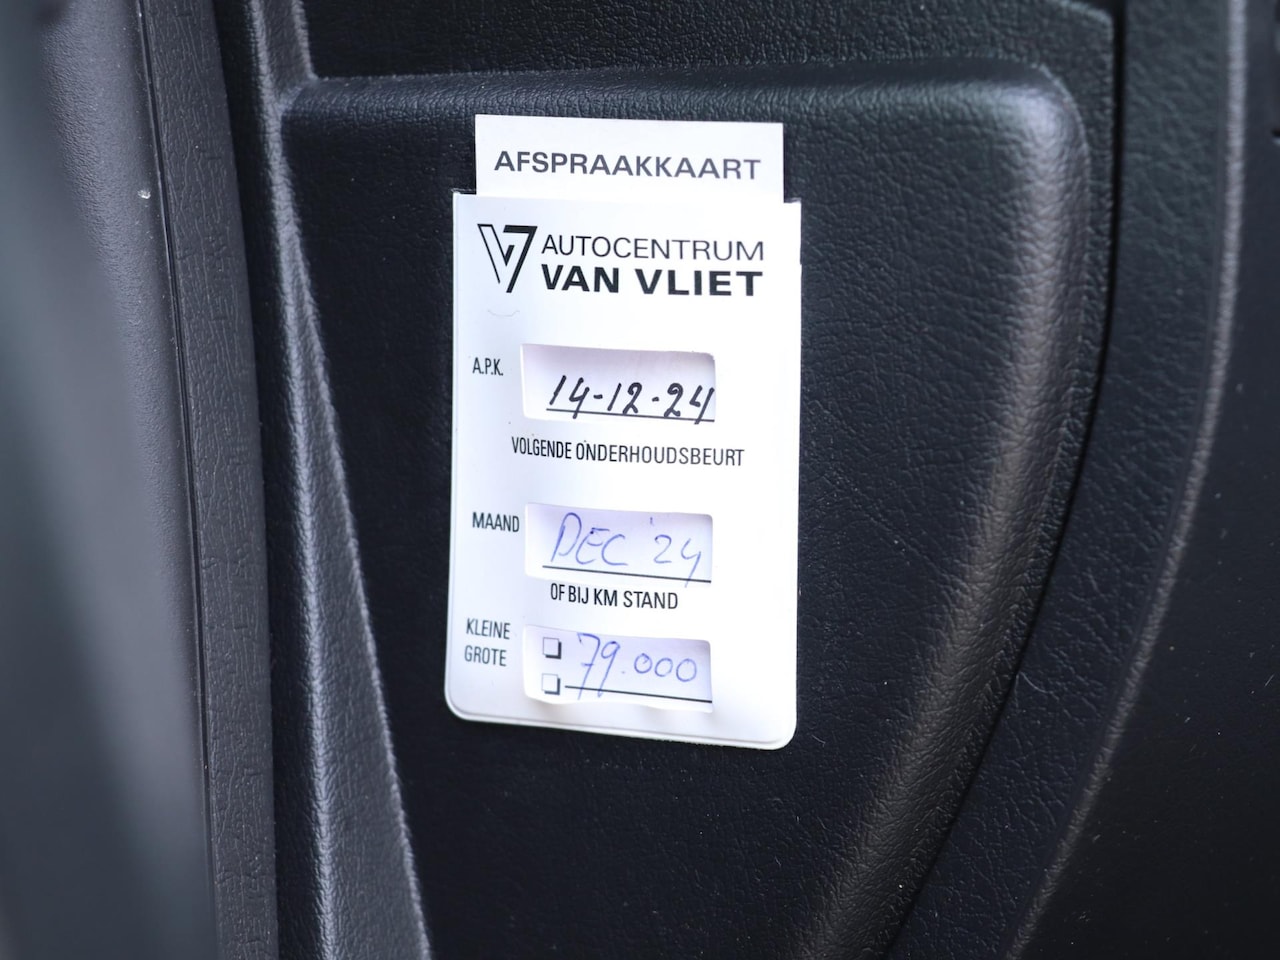 AFSPRAAKKAART
AUTOCENTRUM
VAN VLIET
A.P.K.
14-12-24
VOLGENDE ONDERHOUDSBEURT
MAAND
DEC '24
OF BIJ KM STAND
KLEINE
GROTE
79.000